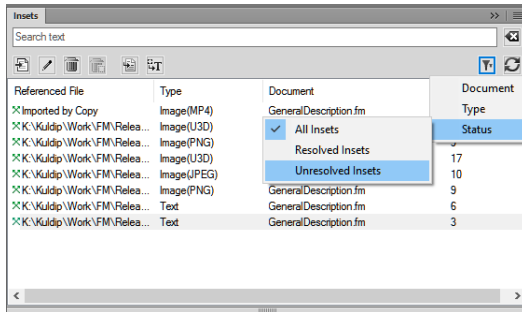 Insets
Search text
Document
Type
Status
Referenced File Type Document
Imported by Copy Image(MP4) GeneralDescription.fm
K:\Kuldip\Work\FM\Relea... Image(U3D)
K:\Kuldip\Work\FM\Relea... Image(PNG)
K:\Kuldip\Work\FM\Relea... Image(U3D) 17
K:\Kuldip\Work\FM\Relea... Image(JPEG) 10
K:\Kuldip\Work\FM\Relea... Image(PNG) GeneralDescription.fm 9
K:\Kuldip\Work\FM\Relea... Text GeneralDescription.fm 6
K:\Kuldip\Work\FM\Relea... Text GeneralDescription.fm 3
All Insets
Resolved Insets
Unresolved Insets